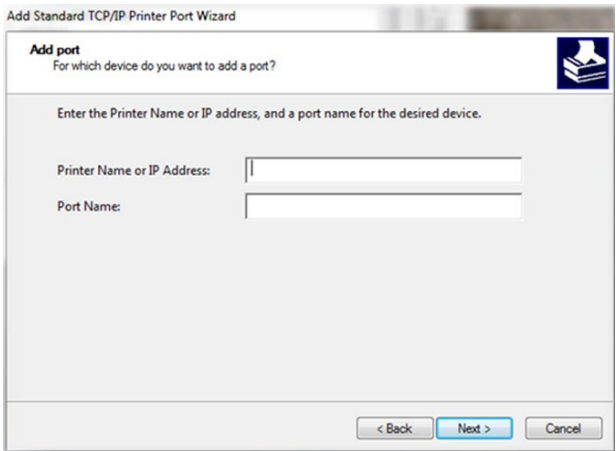 Add Standard TCP/IP Printer Port Wizard
Add port
For which device do you want to add a port?
Enter the Printer Name or IP address, and a port name for the desired device.
Printer Name or IP Address:
Port Name:
< Back Next > Cancel